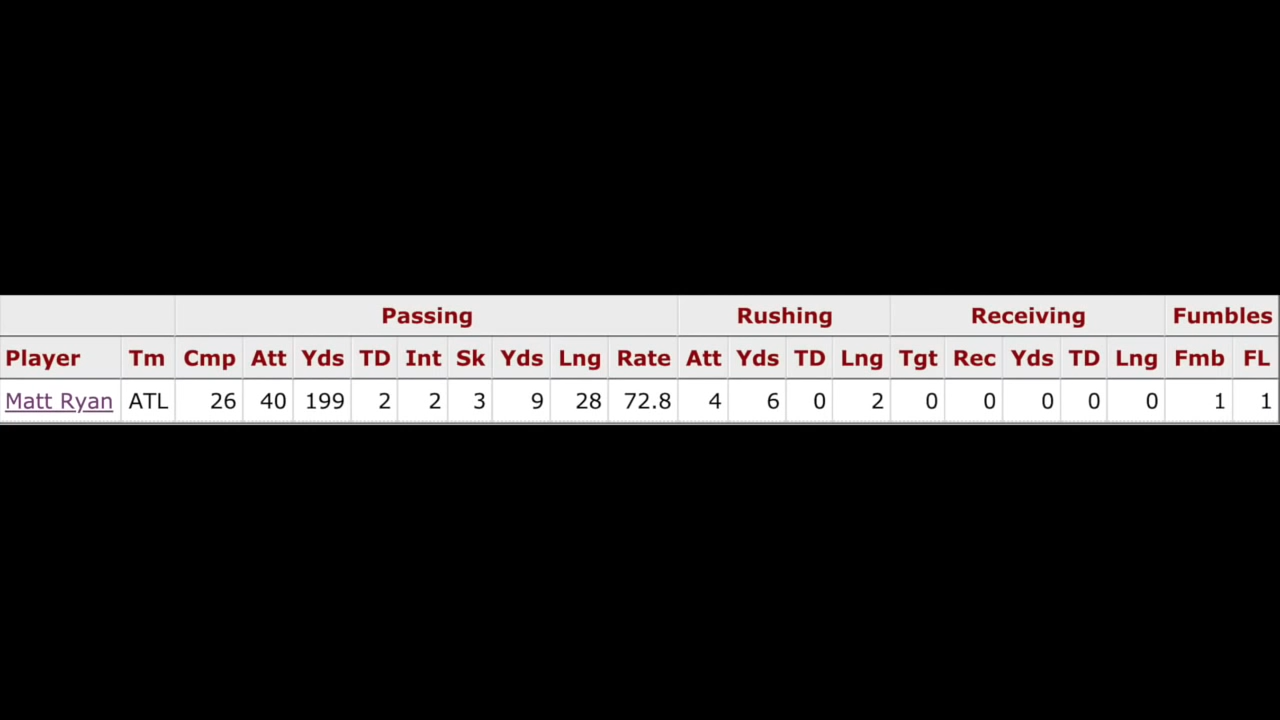 Passing Rushing Receiving Fumbles
Player Tm Cmp Att Yds TD Int Sk Yds Lng Rate Att Yds TD Lng Tgt Rec Yds TD Lng Fmb FL
Matt Ryan ATL 26 40 199 2 2 3 9 28 72.8 4 6 0 2 0 0 0 0 0 1 1